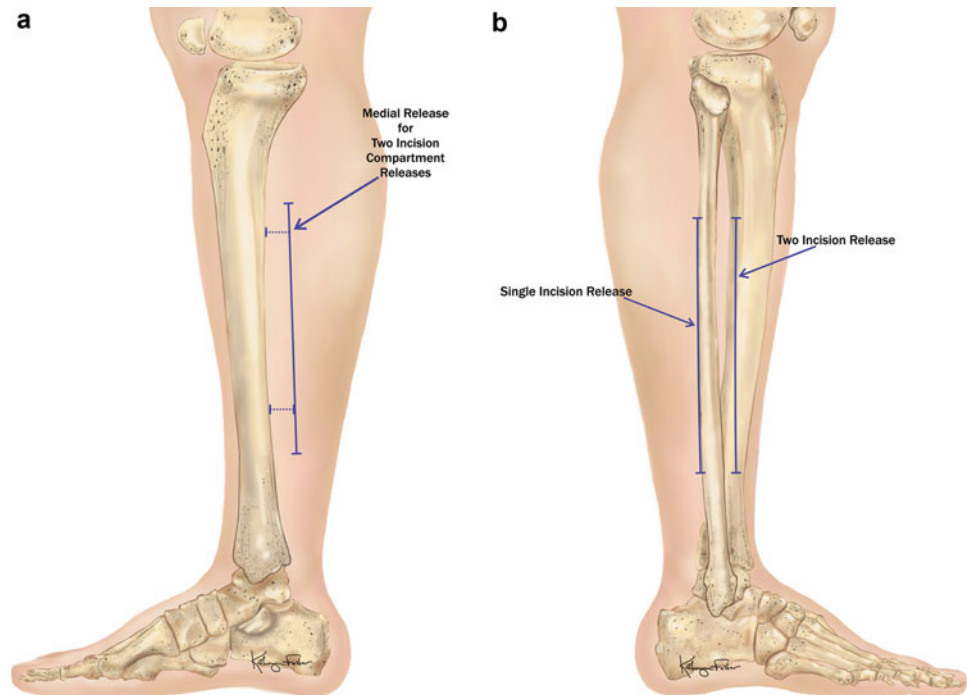 a
Medial Release
for
Two Incision
Compartment
Releases
b
Two Incision Release
Single Incision Release